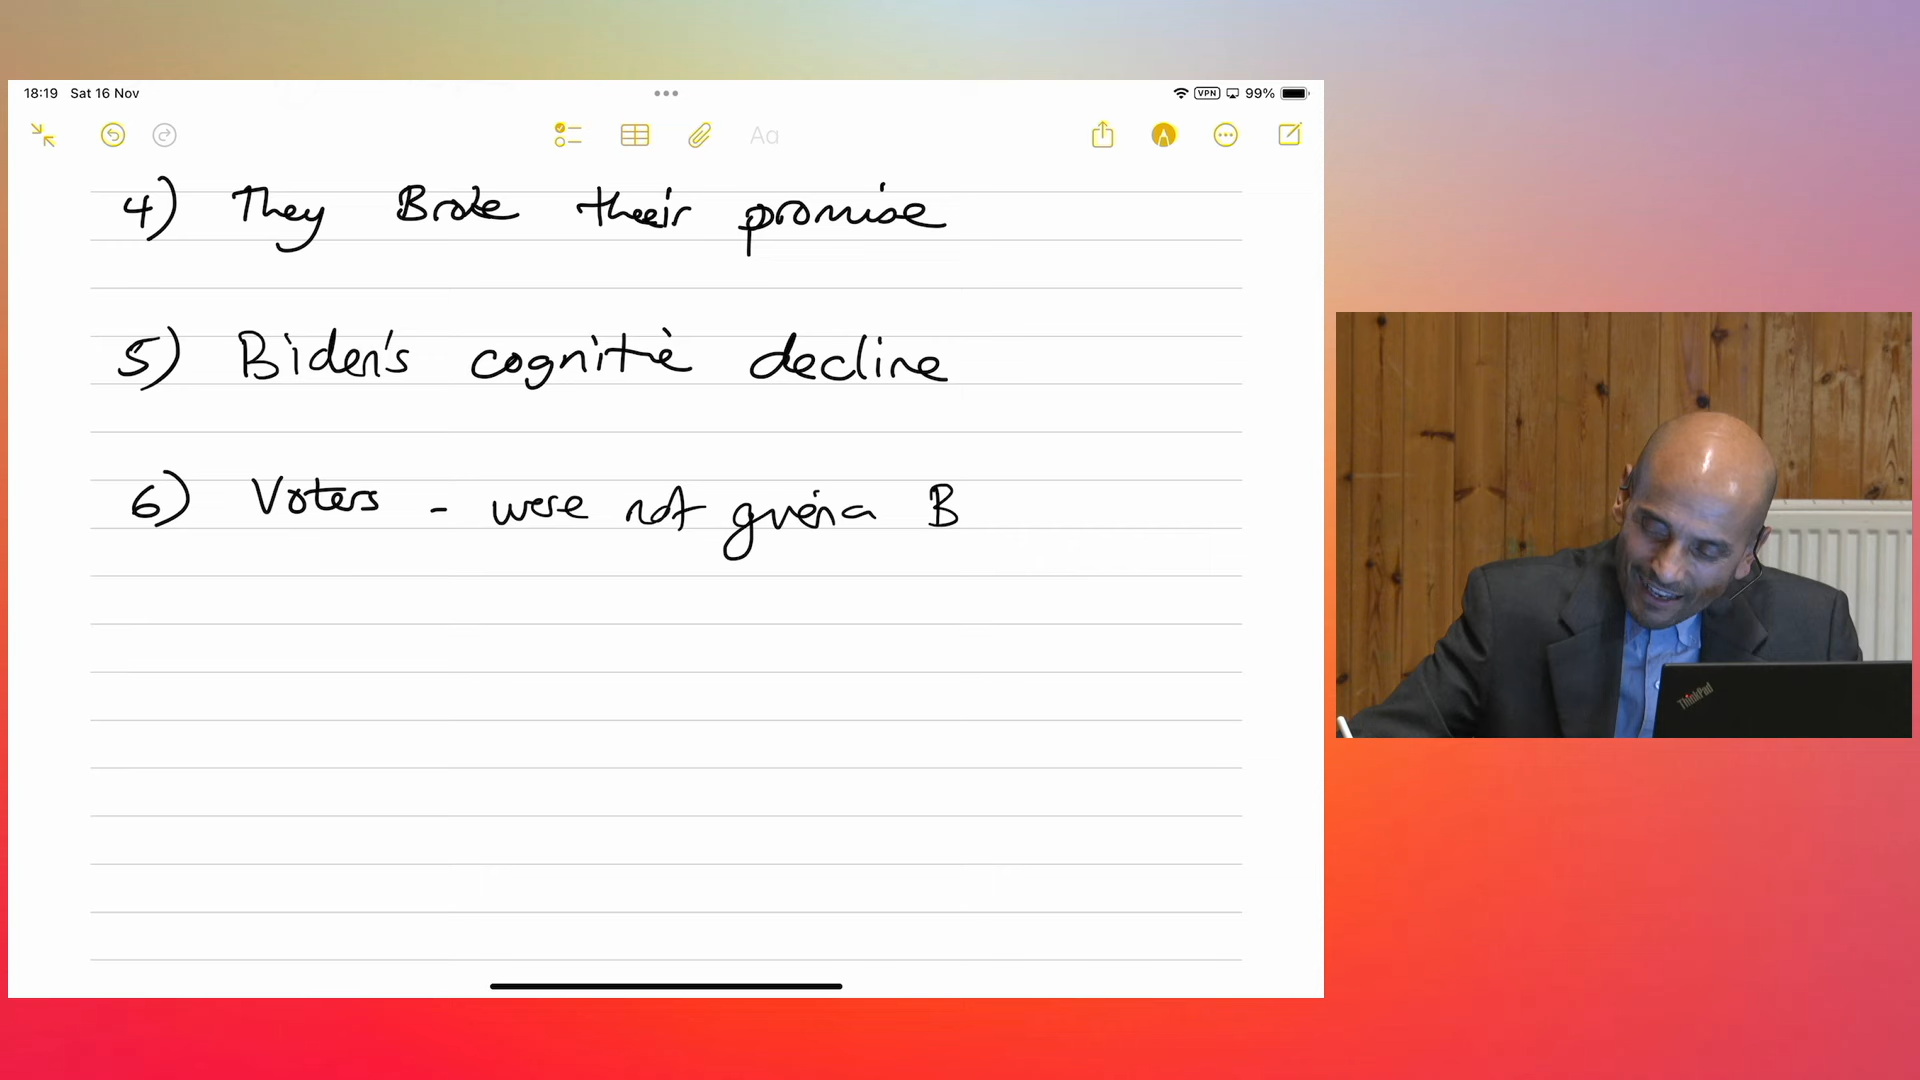 18:19 Sat 16 Nov
VPN 99%
Aa
4) They Broke their promise
5) Biden's cognitive decline
6) Voters - were not given a B
ThinkPad